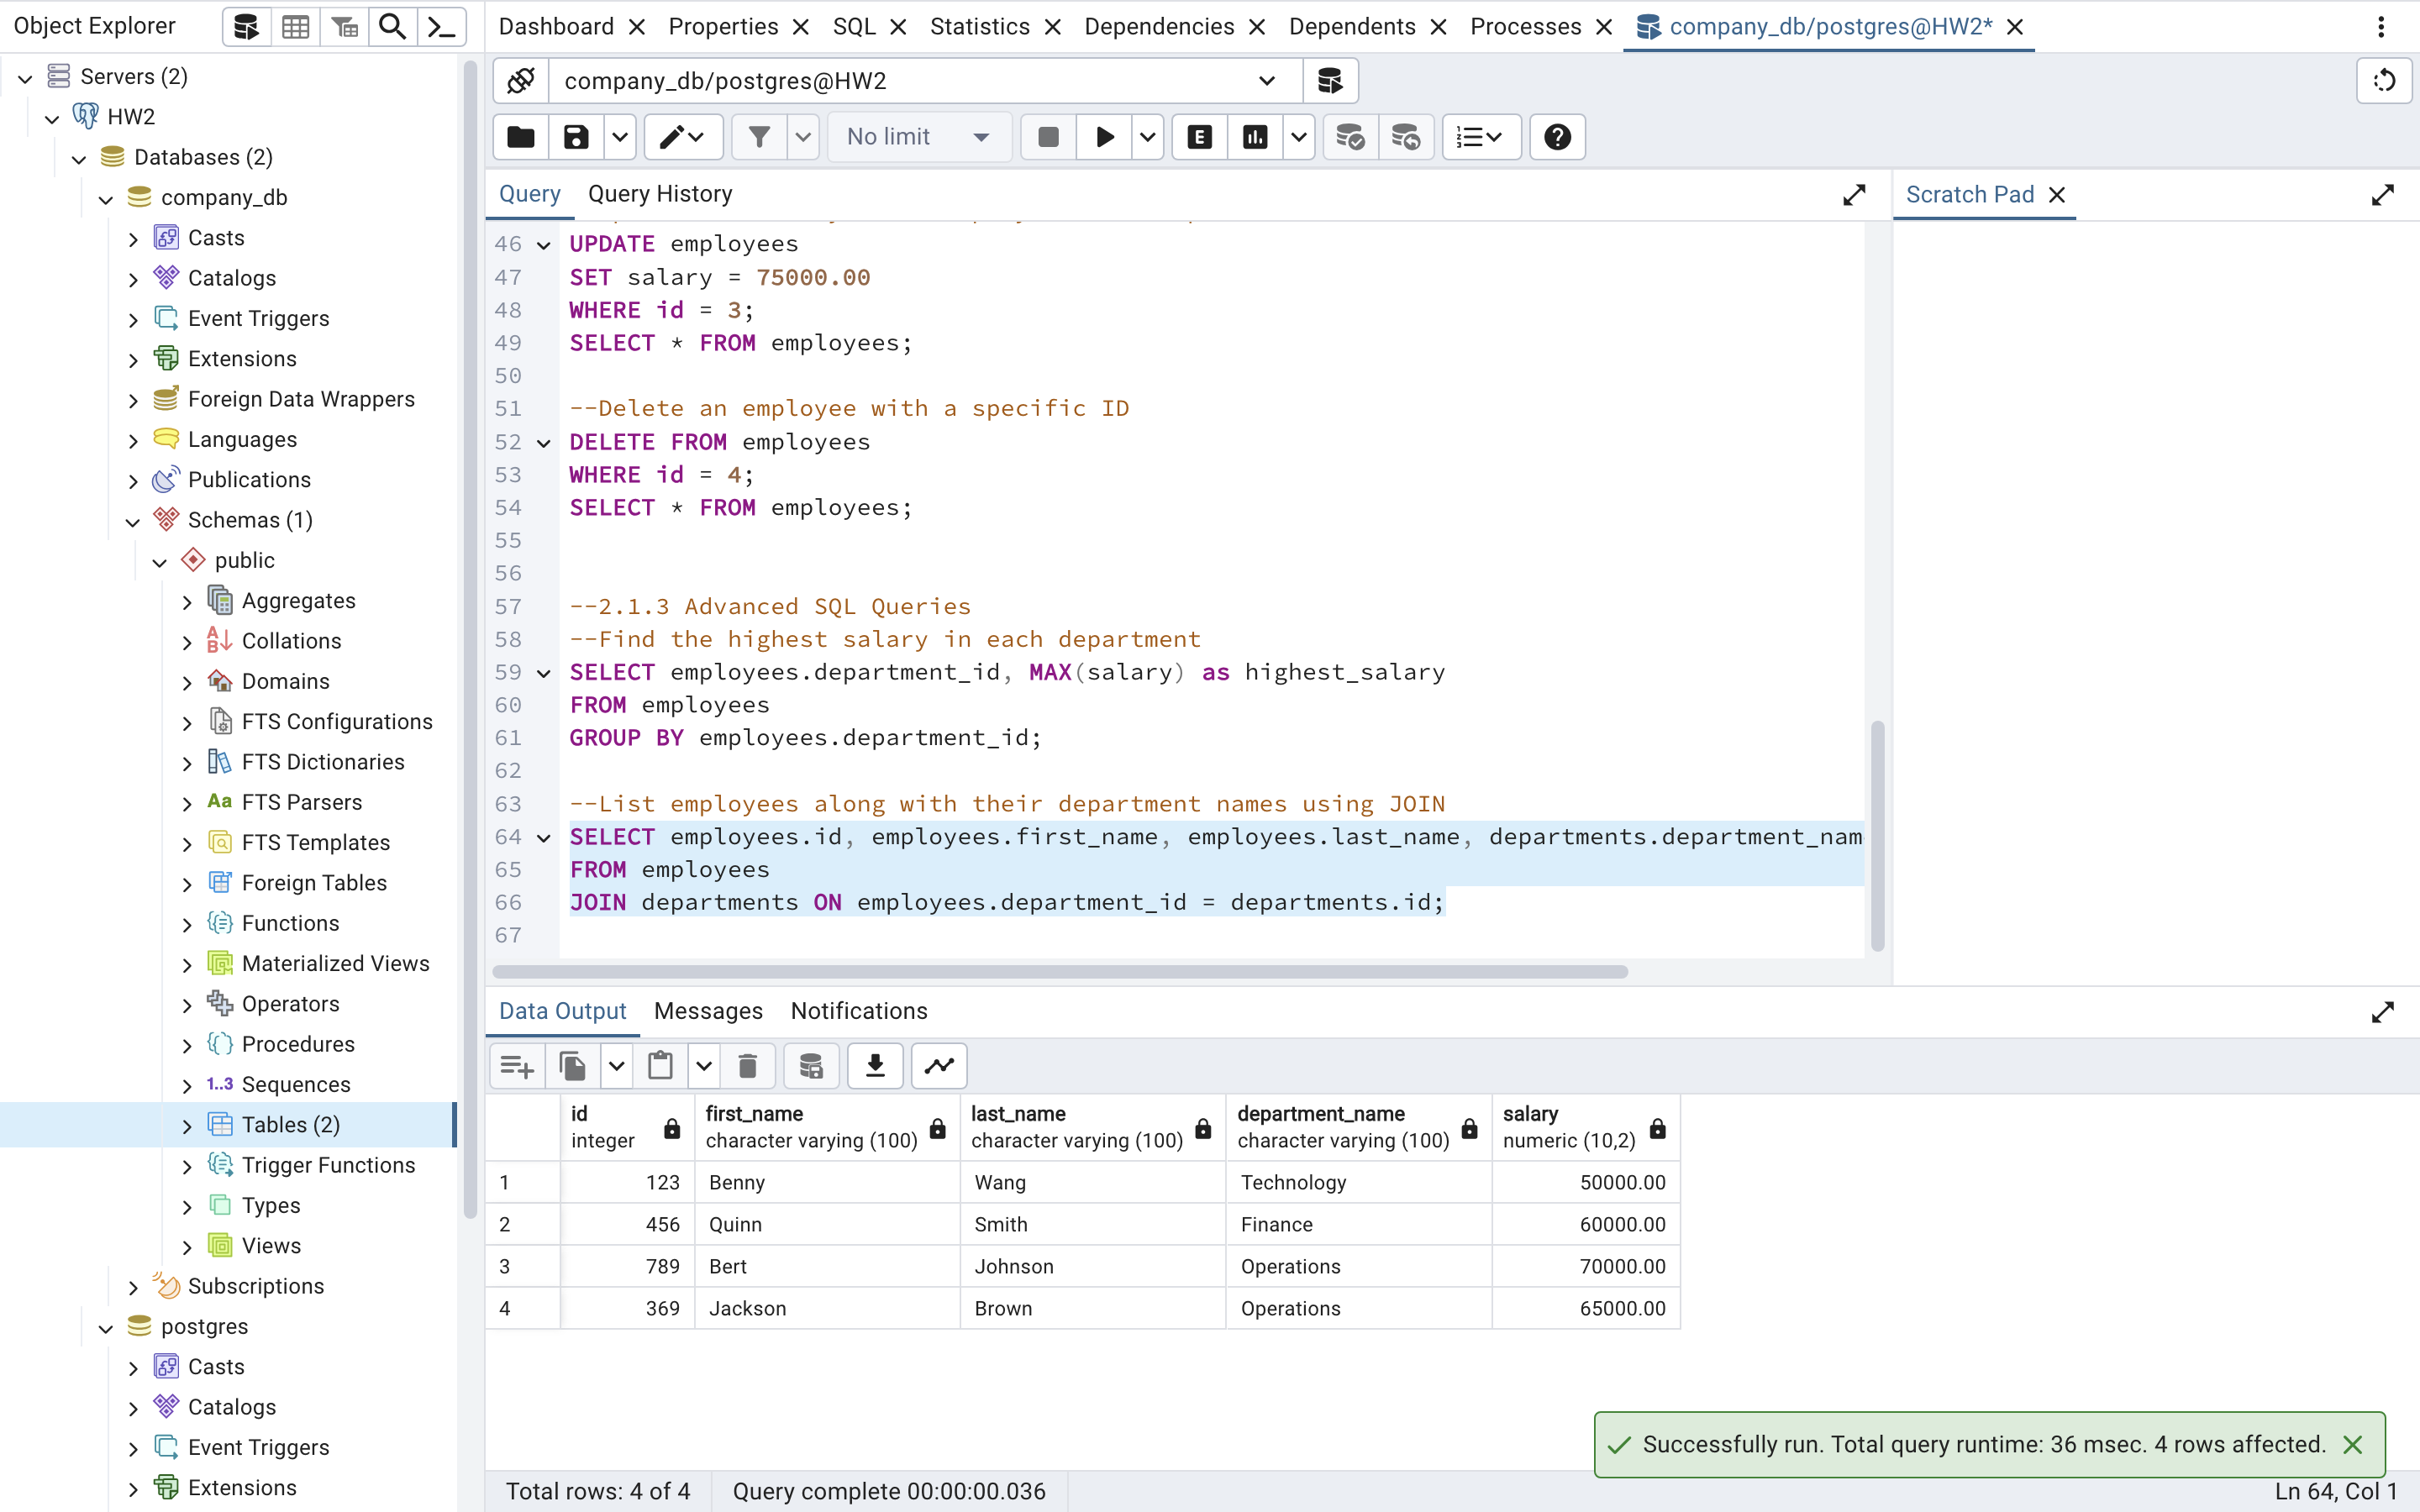 Object Explorer
Dashboard Properties SQL Statistics Dependencies Dependents Processes company_db/postgres@HW2*
Servers (2)
HW2
Databases (2)
company_db
Casts
Catalogs
Event Triggers
Extensions
Foreign Data Wrappers
Languages
Publications
Schemas (1)
public
Aggregates
Collations
Domains
FTS Configurations
FTS Dictionaries
Aa FTS Parsers
FTS Templates
Foreign Tables
Functions
Materialized Views
Operators
Procedures
1..3 Sequences
Tables (2)
Trigger Functions
Types
Views
Subscriptions
postgres
Casts
Catalogs
Event Triggers
Extensions
company_db/postgres@HW2
No limit
E
Query Query History
Scratch Pad
46 UPDATE employees
47 SET salary = 75000.00
48 WHERE id = 3;
49 SELECT * FROM employees;
50
51 --Delete an employee with a specific ID
52 DELETE FROM employees
53 WHERE id = 4;
54 SELECT * FROM employees;
55
56
57 --2.1.3 Advanced SQL Queries
58 --Find the highest salary in each department
59 SELECT employees.department_id, MAX(salary) as highest_salary
60 FROM employees
61 GROUP BY employees.department_id;
62
63 --List employees along with their department names using JOIN
64 SELECT employees.id, employees.first_name, employees.last_name, departments.department_nam
65 FROM employees
66 JOIN departments ON employees.department_id = departments.id;
67
Data Output Messages Notifications
id first_name last_name department_name salary
integer character varying (100) character varying (100) character varying (100) numeric (10,2)
1 123 Benny Wang Technology 50000.00
2 456 Quinn Smith Finance 60000.00
3 789 Bert Johnson Operations 70000.00
4 369 Jackson Brown Operations 65000.00
Successfully run. Total query runtime: 36 msec. 4 rows affected.
Total rows: 4 of 4 Query complete 00:00:00.036 Ln 64, Col 1